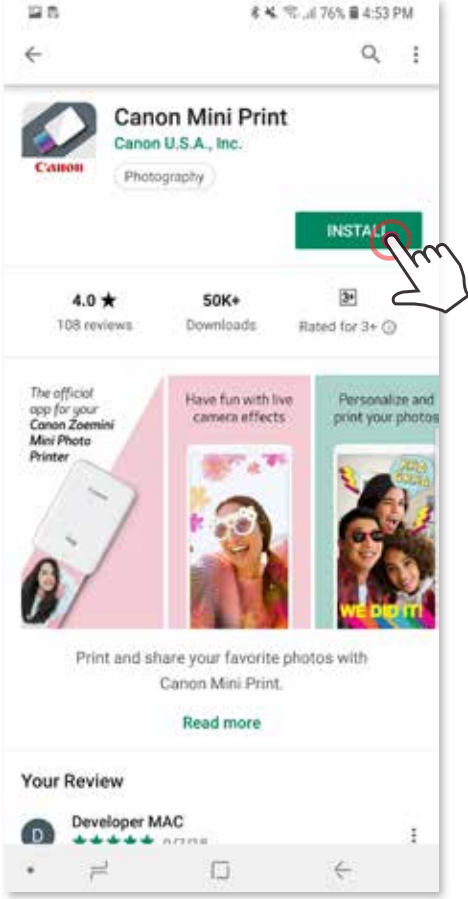 76% 4:53 PM
Canon Mini Print
Canon U.S.A., Inc.
Canon
Photography
INSTALL
4.0 ★
50K+
3+
108 reviews
Downloads
Rated for 3+
The official
app for your
Canon Zoemini
Mini Photo
Printer
Have fun with live
camera effects
Personalize and
print your photos
WE DID IT!
Print and share your favorite photos with
Canon Mini Print.
Read more
Your Review
D
Developer MAC
★★★★★